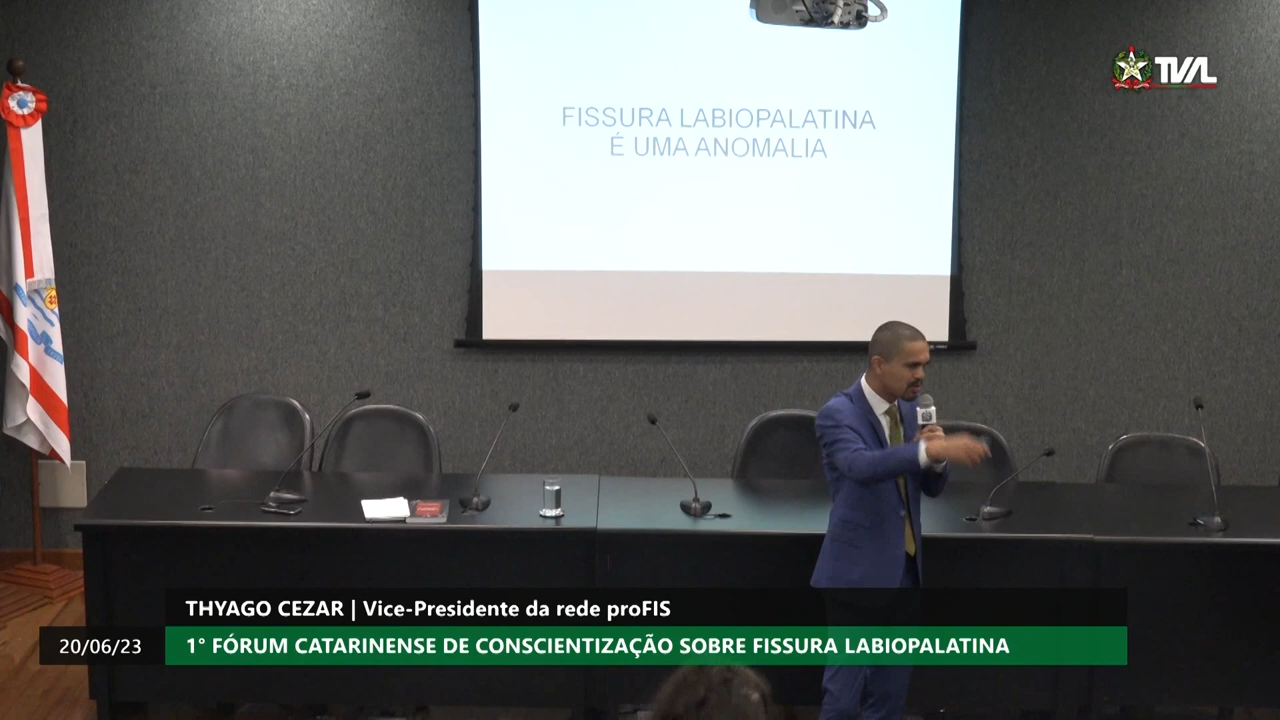 TVAL
FISSURA LABIOPALATINA
É UMA ANOMALIA
THYAGO CEZAR | Vice-Presidente da rede proFIS
20/06/23
1° FÓRUM CATARINENSE DE CONSCIENTIZAÇÃO SOBRE FISSURA LABIOPALATINA